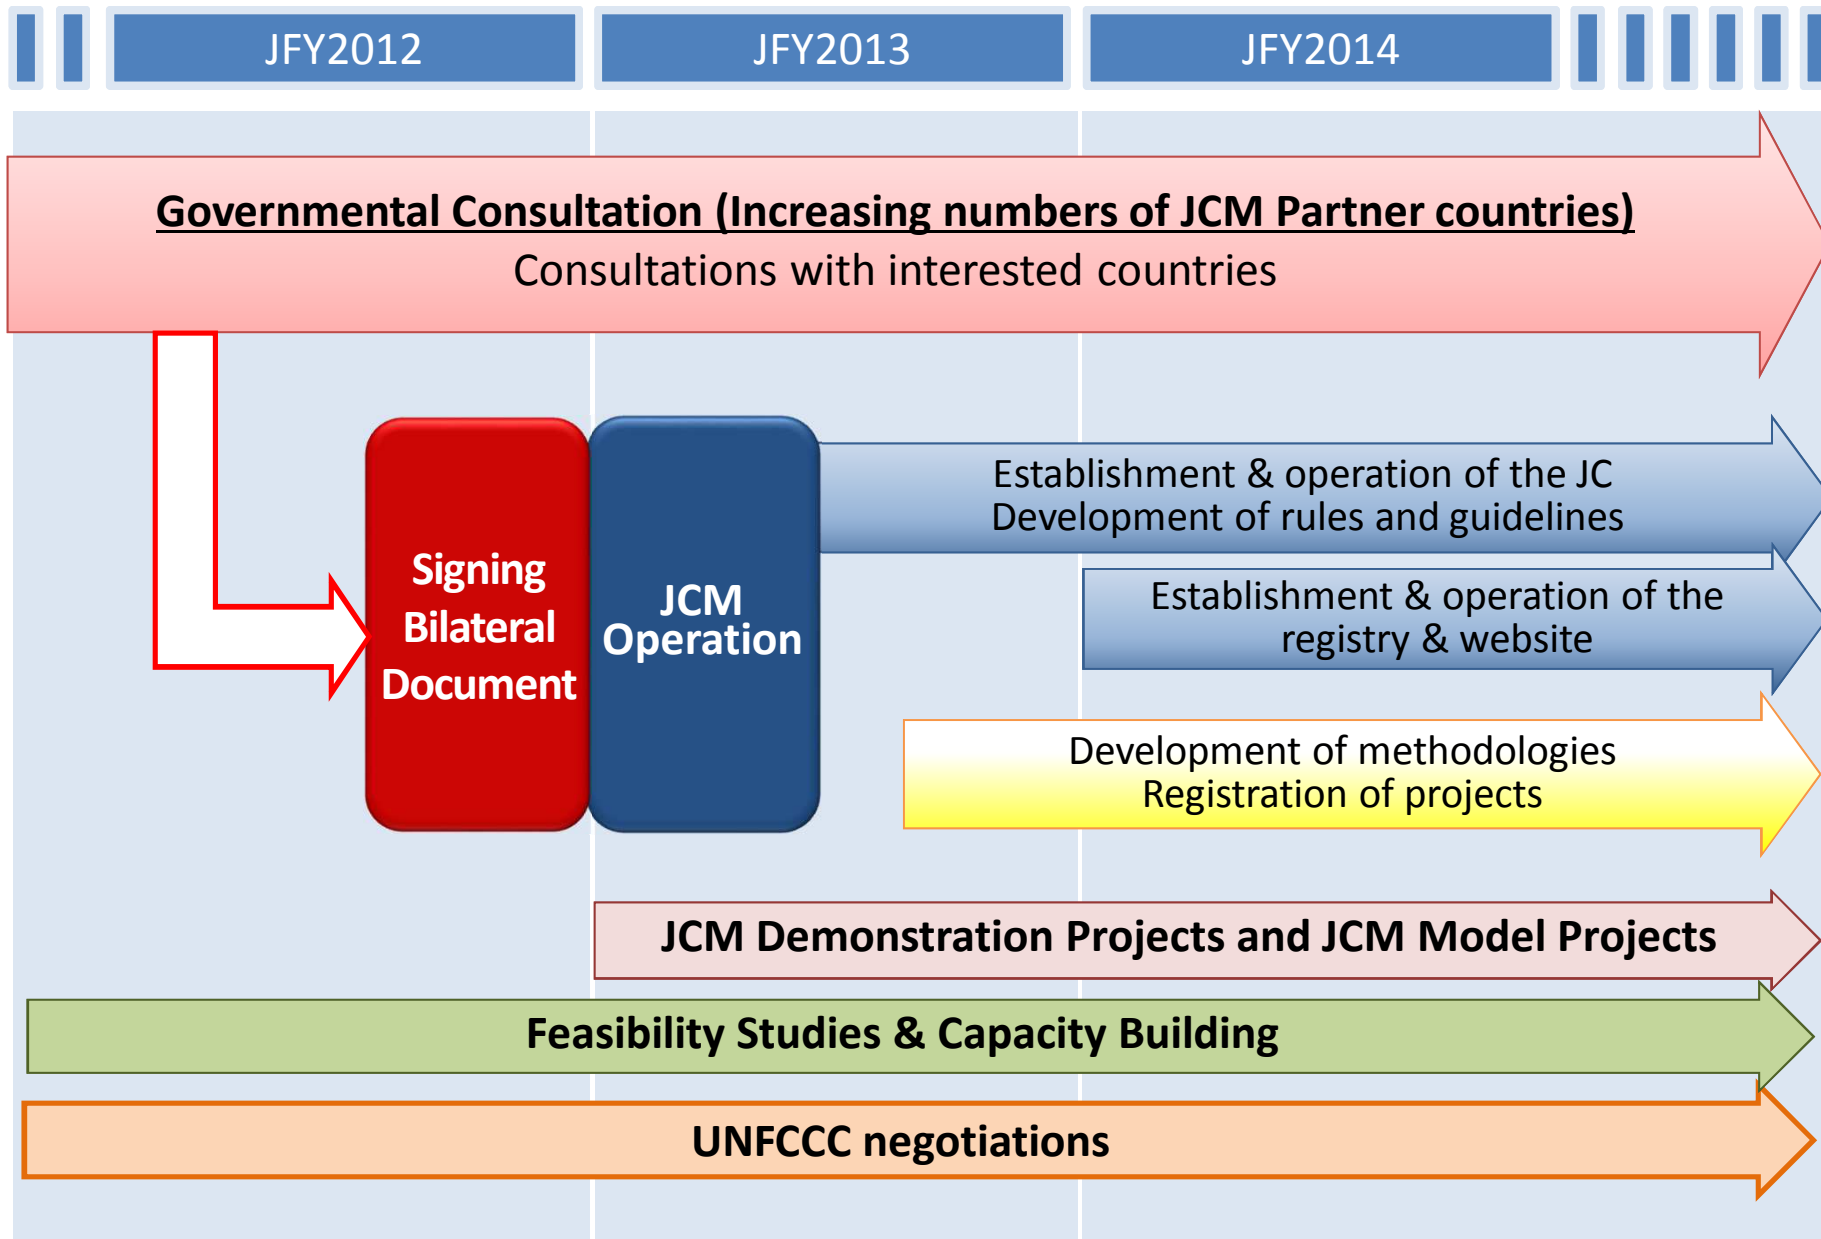 JFY2012
JFY2013
JFY2014
Governmental Consultation (Increasing numbers of JCM Partner countries)
Consultations with interested countries
Signing
Bilateral
Document
JCM
Operation
Establishment & operation of the JC
Development of rules and guidelines
Establishment & operation of the
registry & website
Development of methodologies
Registration of projects
JCM Demonstration Projects and JCM Model Projects
Feasibility Studies & Capacity Building
UNFCCC negotiations